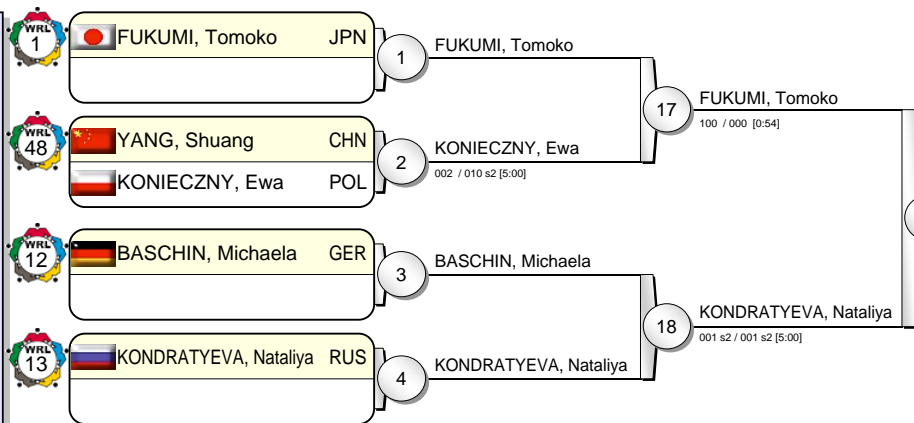 WRL 1
FUKUMI, Tomoko JPN
1
FUKUMI, Tomoko
WRL 48
YANG, Shuang CHN
KONIECZNY, Ewa POL
2
KONIECZNY, Ewa
002 / 010 s2 [5:00]
17
FUKUMI, Tomoko
100 / 000 [0:54]
WRL 12
BASCHIN, Michaela GER
3
BASCHIN, Michaela
WRL 13
KONDRATYEVA, Nataliya RUS
4
KONDRATYEVA, Nataliya
18
KONDRATYEVA, Nataliya
001 s2 / 001 s2 [5:00]